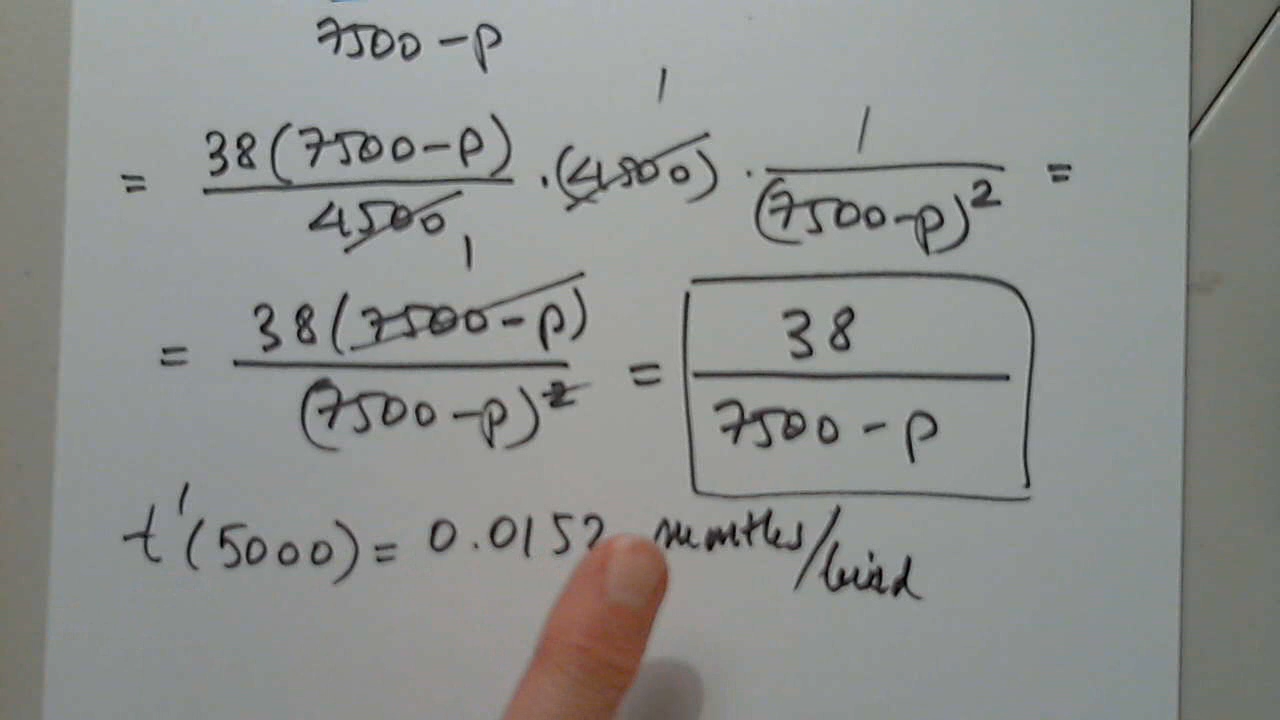 7500-p
= 38(7500-p)/4500 1 · (4500) 1 · 1/(7500-p)² =
= 38(7500-p)/(7500-p)² = 38/7500-p
t'(5000) = 0.0152 months/bird